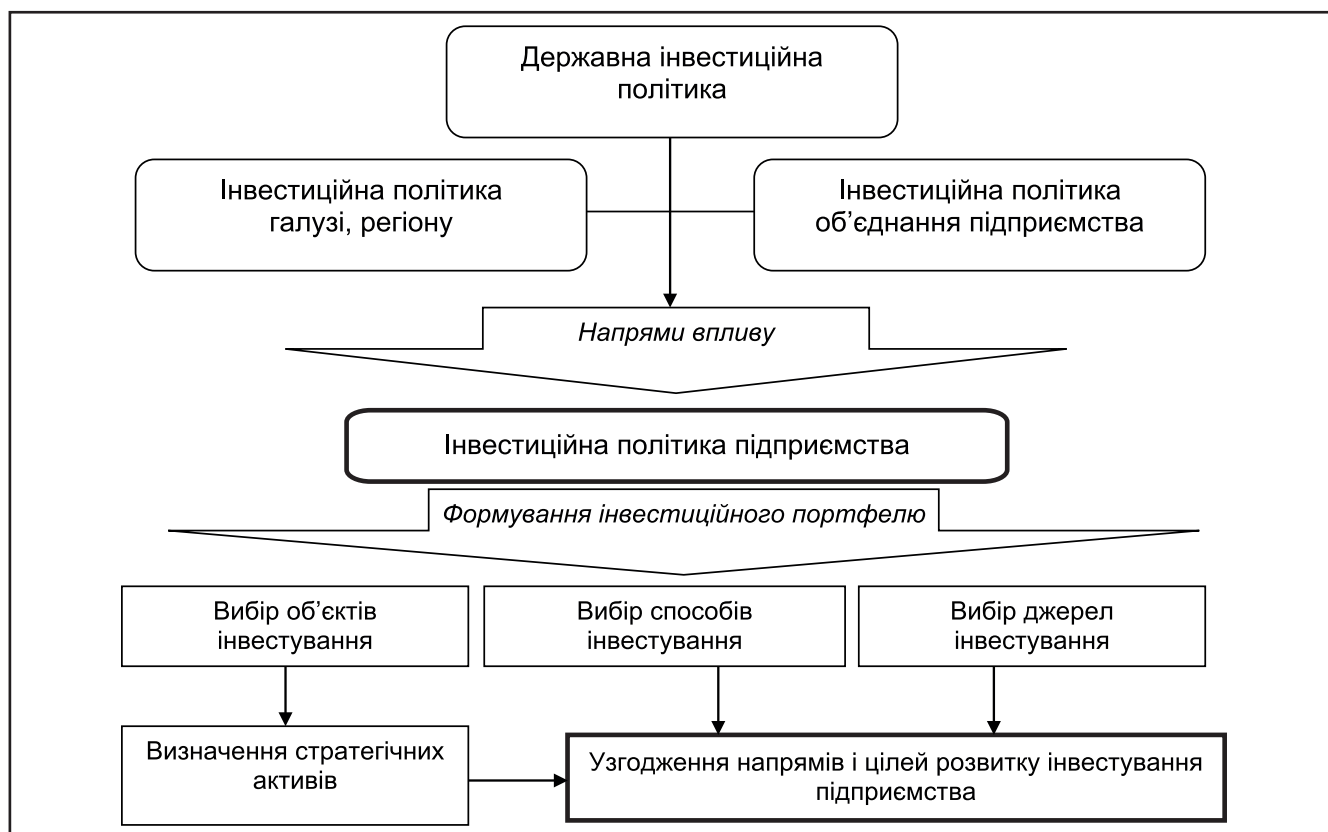 Державна інвестиційна
політика
Інвестиційна політика
галузі, регіону
Інвестиційна політика
об’єднання підприємства
Напрями впливу
Інвестиційна політика підприємства
Формування інвестиційного портфелю
Вибір об’єктів
інвестування
Вибір способів
інвестування
Вибір джерел
інвестування
Визначення стратегічних
активів
Узгодження напрямів і цілей розвитку інвестування
підприємства